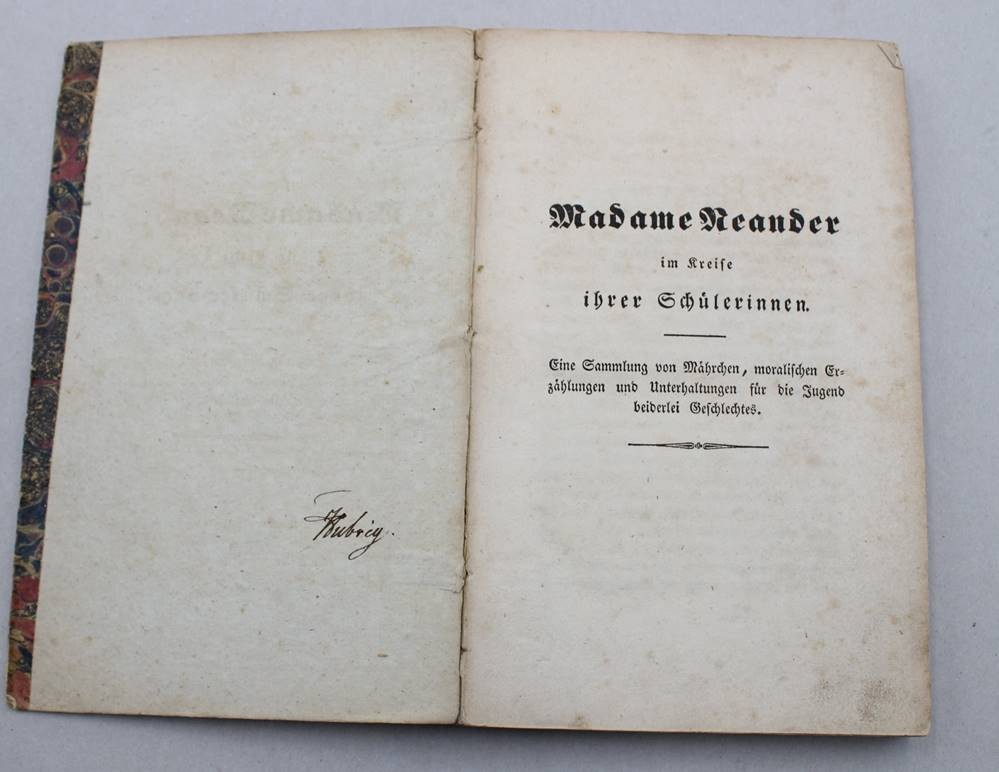 Kubrig.
Madame Neander
im Kreise
ihrer Schülerinnen.
Eine Sammlung von Mährchen, moralischen Er-
zählungen und Unterhaltungen für die Jugend
beiderlei Geschlechtes.